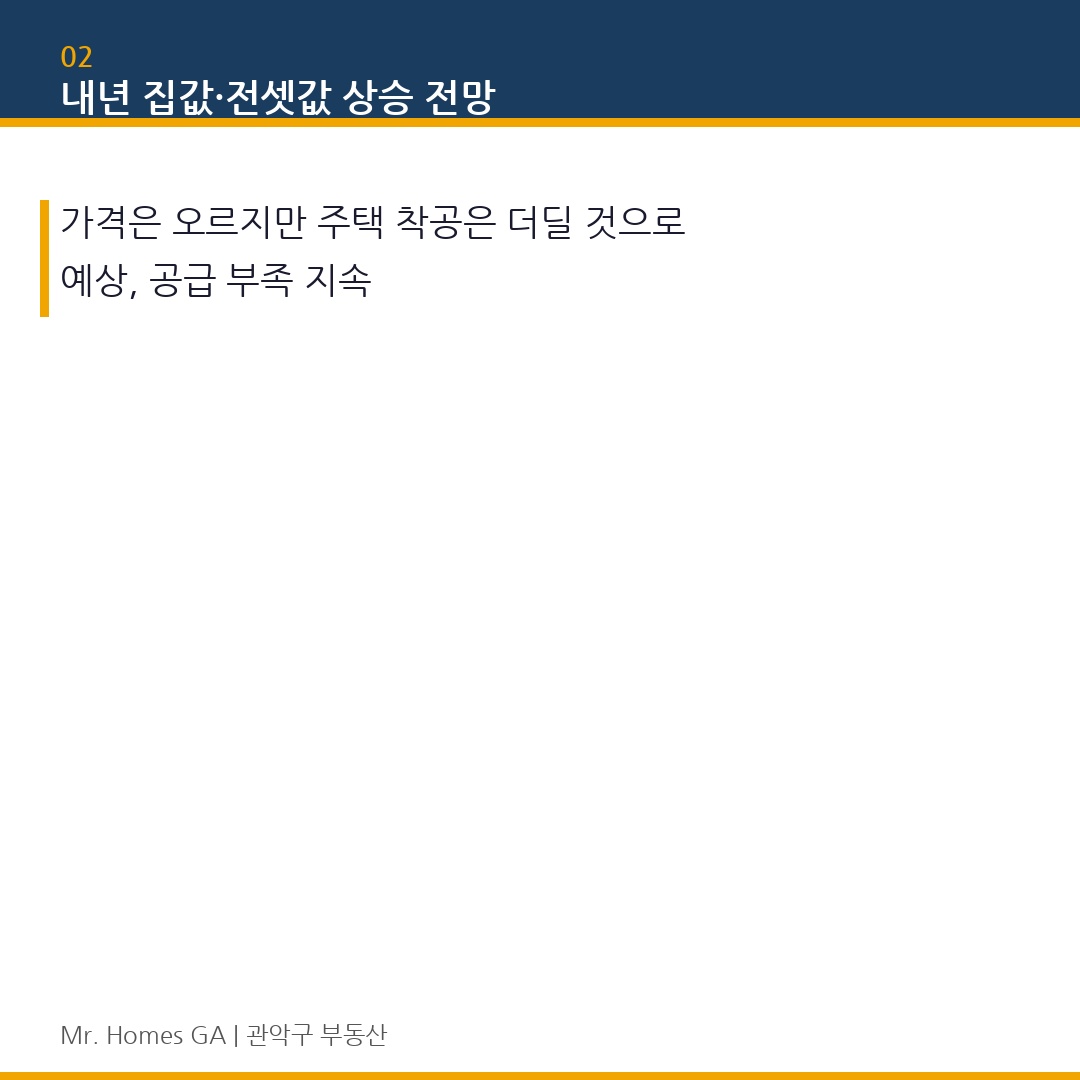 02
내년 집값·전셋값 상승 전망
가격은 오르지만 주택 착공은 더딜 것으로
예상, 공급 부족 지속
Mr. Homes GA | 관악구 부동산